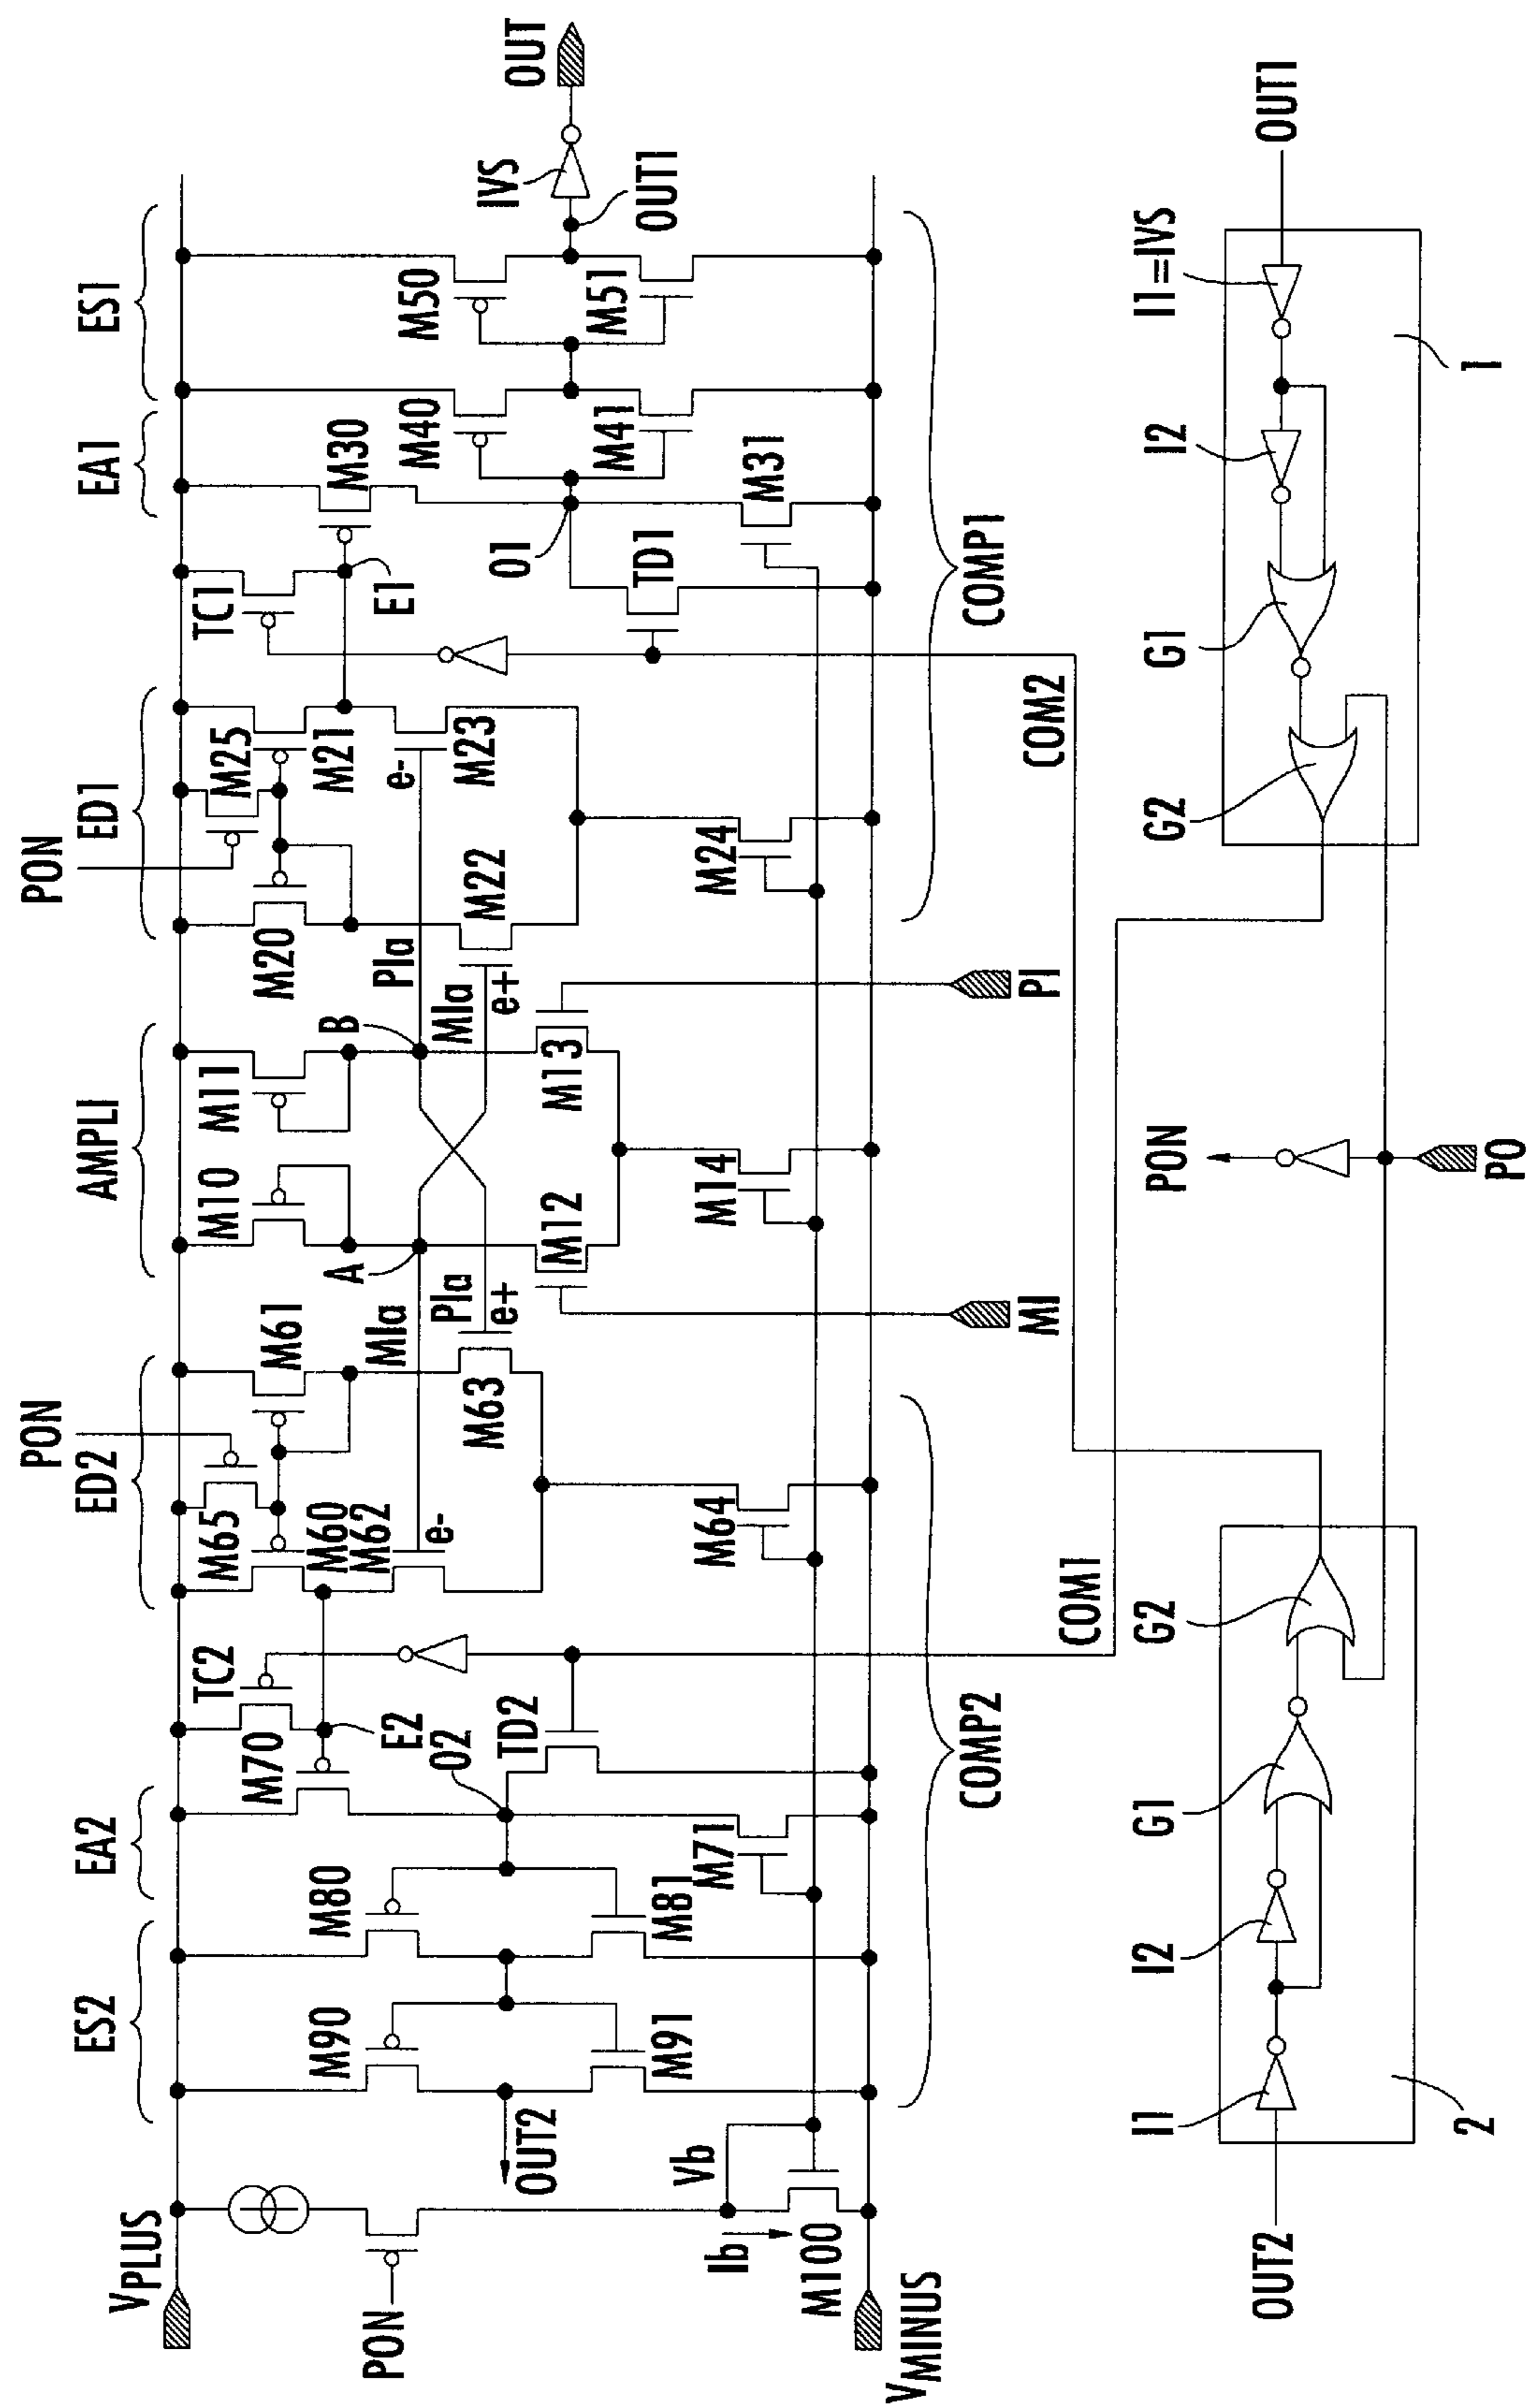 VPLUS
PON
VMINUS
Ib
Vb
M100
ES2
M90
M91
OUT2
M80
M81
EA2
M70
M71
O2
E2
TC2
TD2
COMP2
ED2
PON
M65
M60
M62
e-
M61
M63
M64
MIa
PIa
e+
AMPLI
M10
M11
A
B
M12
M13
M14
MI
PI
MIa
e+
PIa
ED1
PON
M20
M25
M21
M22
M23
e-
M24
TC1
E1
TD1
O1
EA1
M30
M31
COMP1
ES1
M40
M41
M50
M51
IVS
OUT1
OUT
OUT2
I1
I2
G1
G2
2
COM1
COM2
PON
PO
G2
G1
I2
I1=IVS
OUT1
1